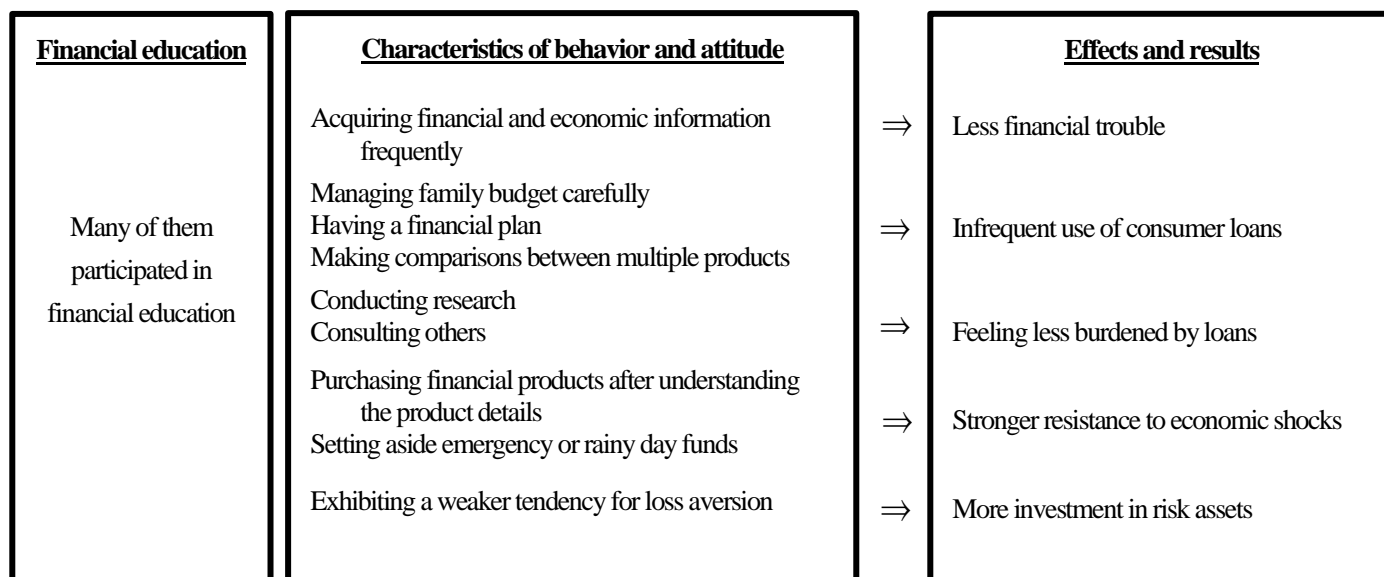 Financial education
Many of them
participated in
financial education
Characteristics of behavior and attitude
Acquiring financial and economic information
frequently
Managing family budget carefully
Having a financial plan
Making comparisons between multiple products
Conducting research
Consulting others
Purchasing financial products after understanding
the product details
Setting aside emergency or rainy day funds
Exhibiting a weaker tendency for loss aversion
⇒
⇒
⇒
⇒
⇒
Effects and results
Less financial trouble
Infrequent use of consumer loans
Feeling less burdened by loans
Stronger resistance to economic shocks
More investment in risk assets